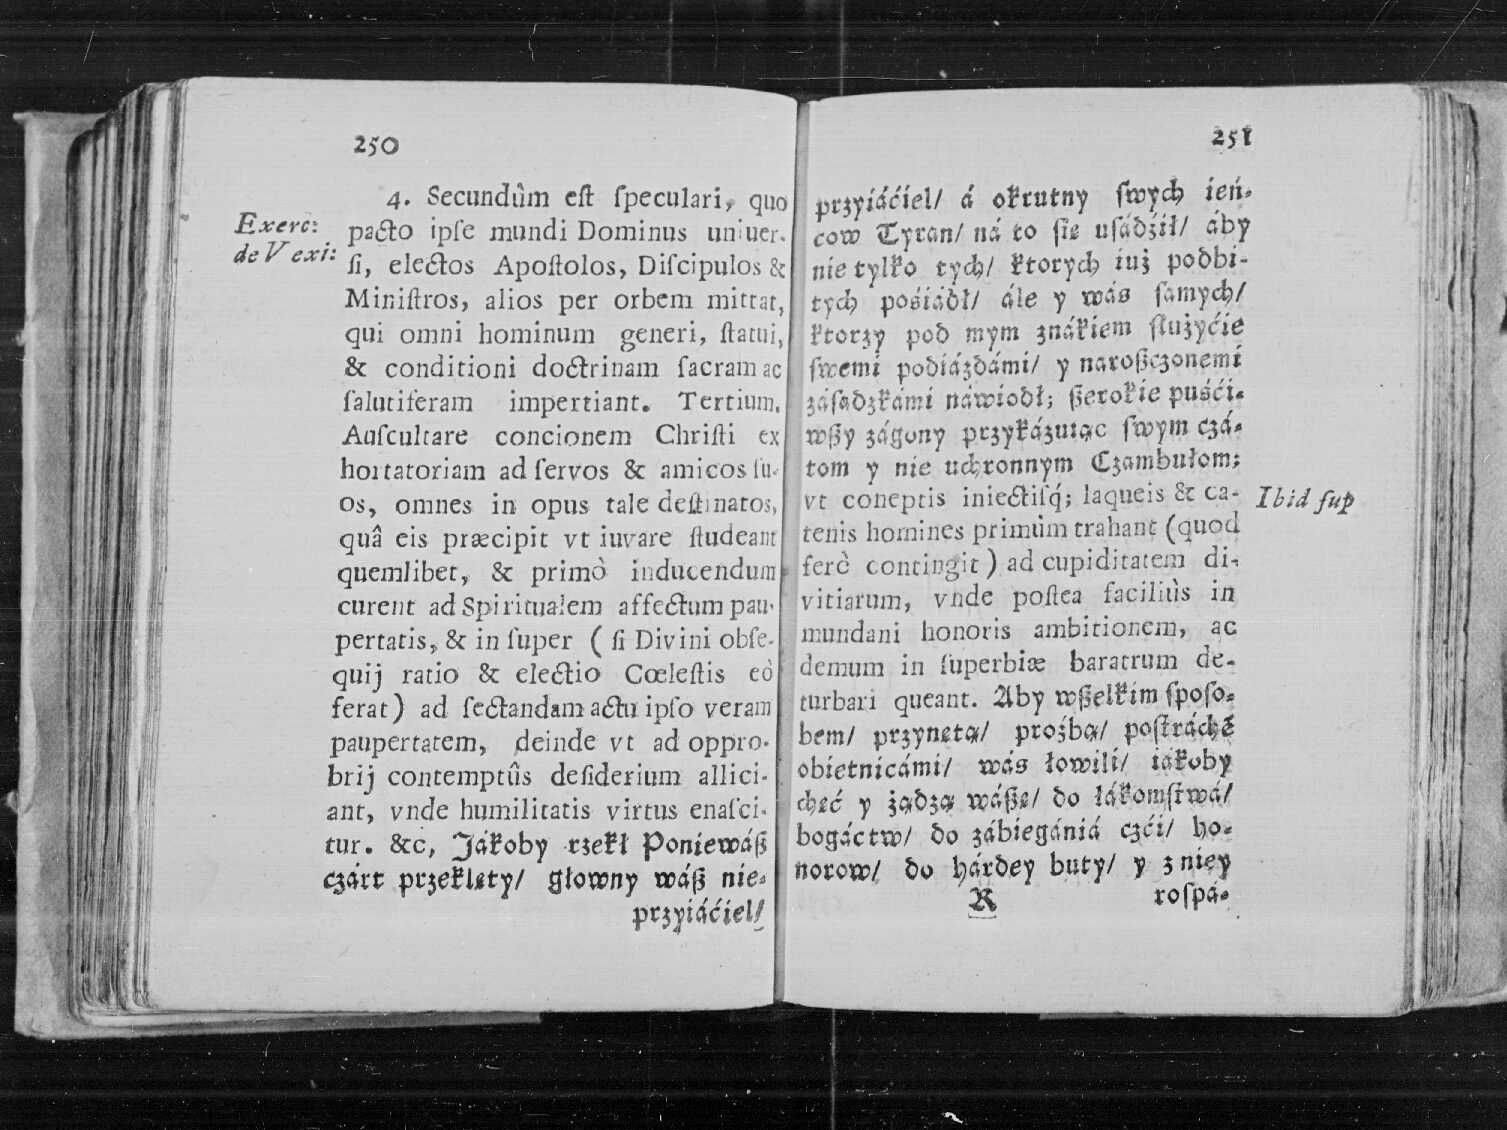 250
4. Secundûm eſt ſpeculari, quo
Exerc:
de Vexi:
pacto ipſe mundi Dominus uniuer-
ſi, electos Apoſtolos, Diſcipulos &
Miniſtros, alios per orbem mittat,
qui omni hominum generi, ſtatui,
& conditioni doctrinam ſacram ac
ſalutiferam impertiant. Tertium.
Auſcultare concionem Chriſti ex
hortatoriam ad ſervos & amicos ſu-
os, omnes in opus tale deſtinatos,
quâ eis præcipit vt iuvare ſtudeant
quemlibet, & primò inducendum
curent ad Spiritualem affectum pau-
pertatis, & in ſuper ( ſi Divini obſe-
quij ratio & electio Cœleſtis eò
ferat) ad ſectandam actu ipſo veram
paupertatem, deinde vt ad oppro-
brij contemptûs deſiderium allici-
ant, vnde humilitatis virtus enaſci-
tur. &c, Jákoby rzekł Poniewáß
czárt przeklęty/ głowny wáß nie-
przyiáćiel/
251
przyiáćiel/ á okrutny ſwych ień-
cow Tyran/ ná to ſię uſádźił/ áby
nie tylko tych/ ktorych iuż podbi-
tych pośiádł/ ále y wás ſamych/
ktorzy pod mym znákiem ſłużyćie
ſwemi podiázdámi/ y naroßczonemi
záſadzkámi náwiodł; ßerokie puśći-
wßy zágony przykázuiąc ſwym czá-
tom y nie uchronnym Czambułom;
vt coneptis iniectiſq́; laqueis & ca-
Ibid ſup
tenis homines primùm trahant (quod
ferè contingit ) ad cupiditatem di-
vitiarum, vnde poſtea faciliùs in
mundani honoris ambitionem, ac
demum in ſuperbiæ baratrum de-
turbari queant. Aby wßelkim ſpoſo-
bem/ przynetą/ proźbą/ poſtráchẽ
obietnicámi/ wás łowili/ iákoby
chęć y żądzą wáßę/ do łákomſtwá/
bogáctw/ do zábiegániá czći/ ho-
norow/ do hárdey buty/ y z niey
R
roſpá-